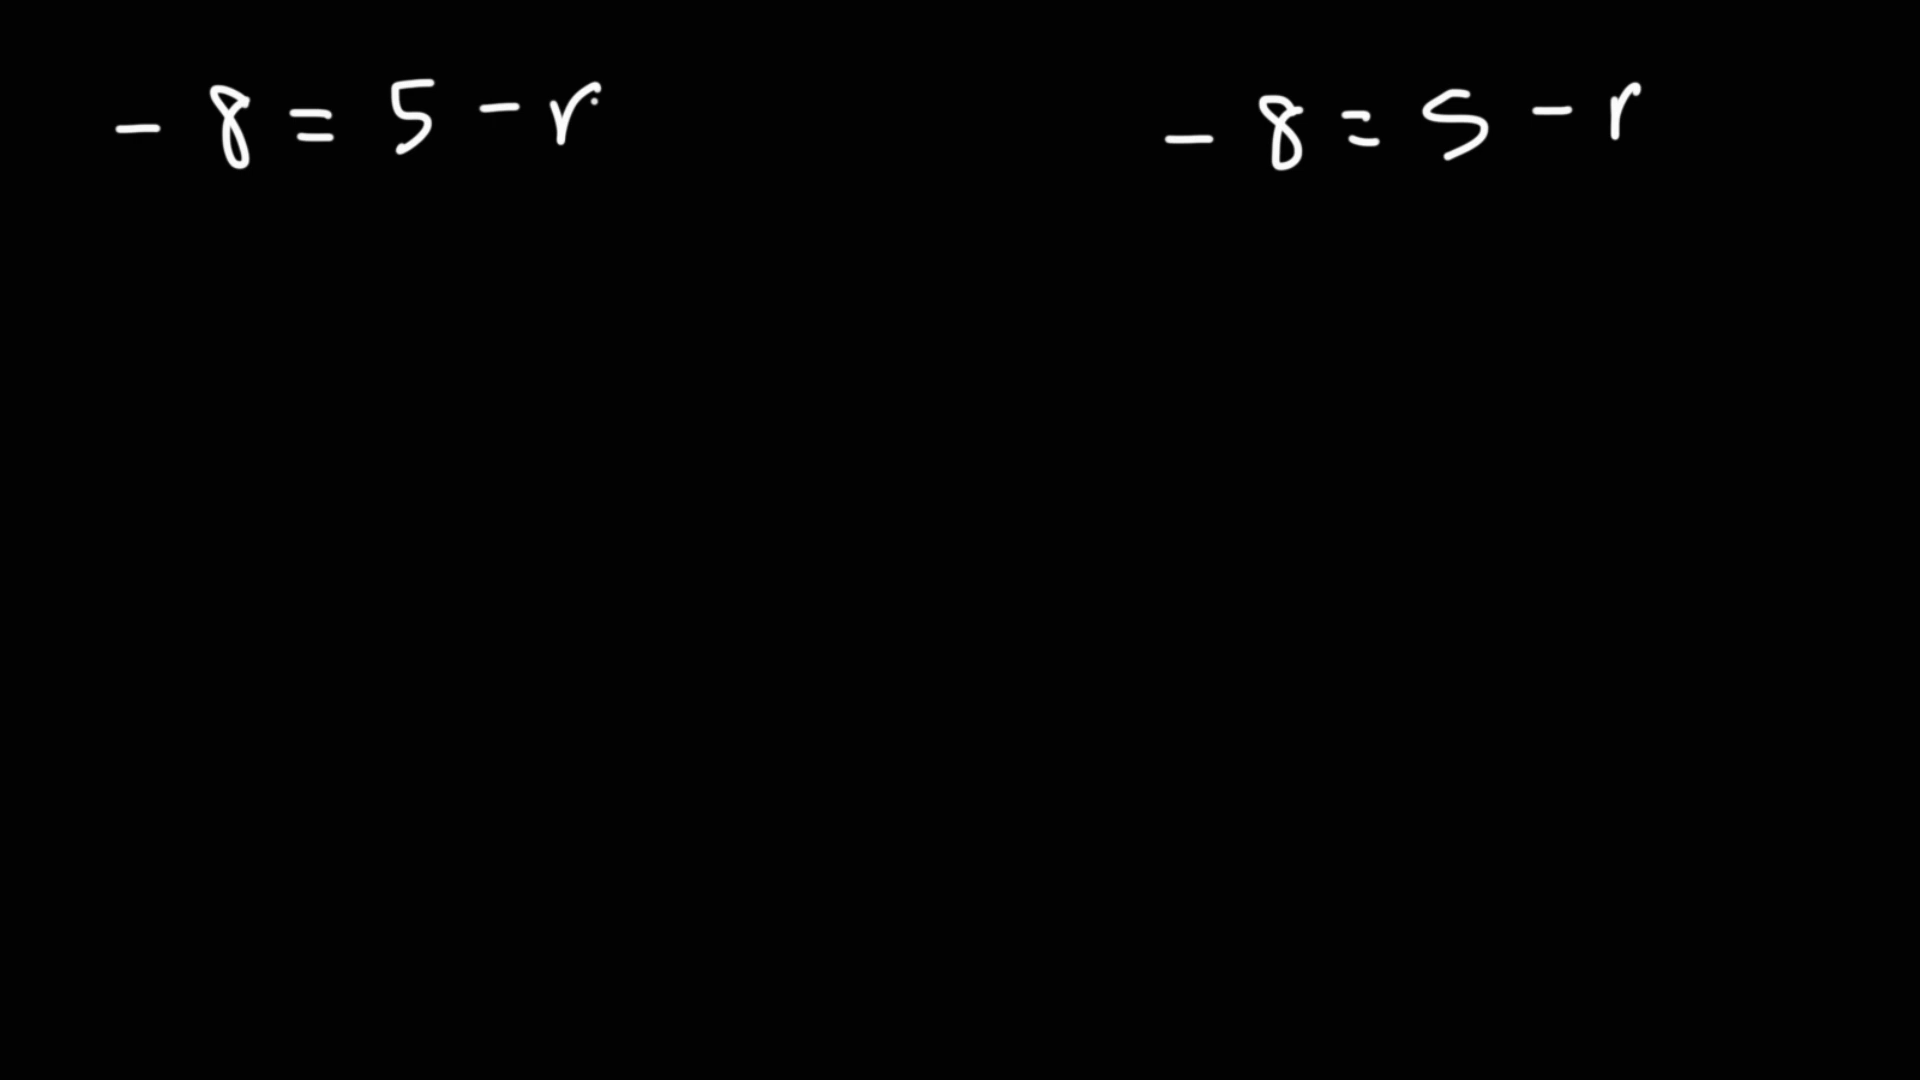 - 8 = 5 - r - 8 = 5 - r